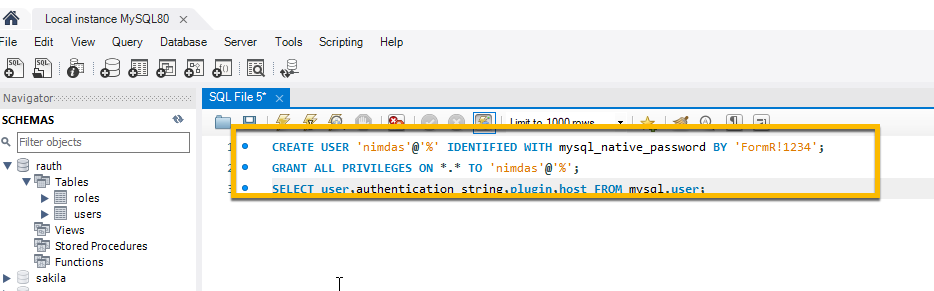 Local instance MySQL80
File Edit View Query Database Server Tools Scripting Help
Navigator
SQL File 5*
SCHEMAS
Limit to 1000 rows
Filter objects
1 CREATE USER 'nimdas'@'%' IDENTIFIED WITH mysql_native_password BY 'FormR!1234';
2 GRANT ALL PRIVILEGES ON *.* TO 'nimdas'@'%';
3 SELECT user,authentication_string,plugin,host FROM mysql.user;
rauth
Tables
roles
users
Views
Stored Procedures
Functions
sakila